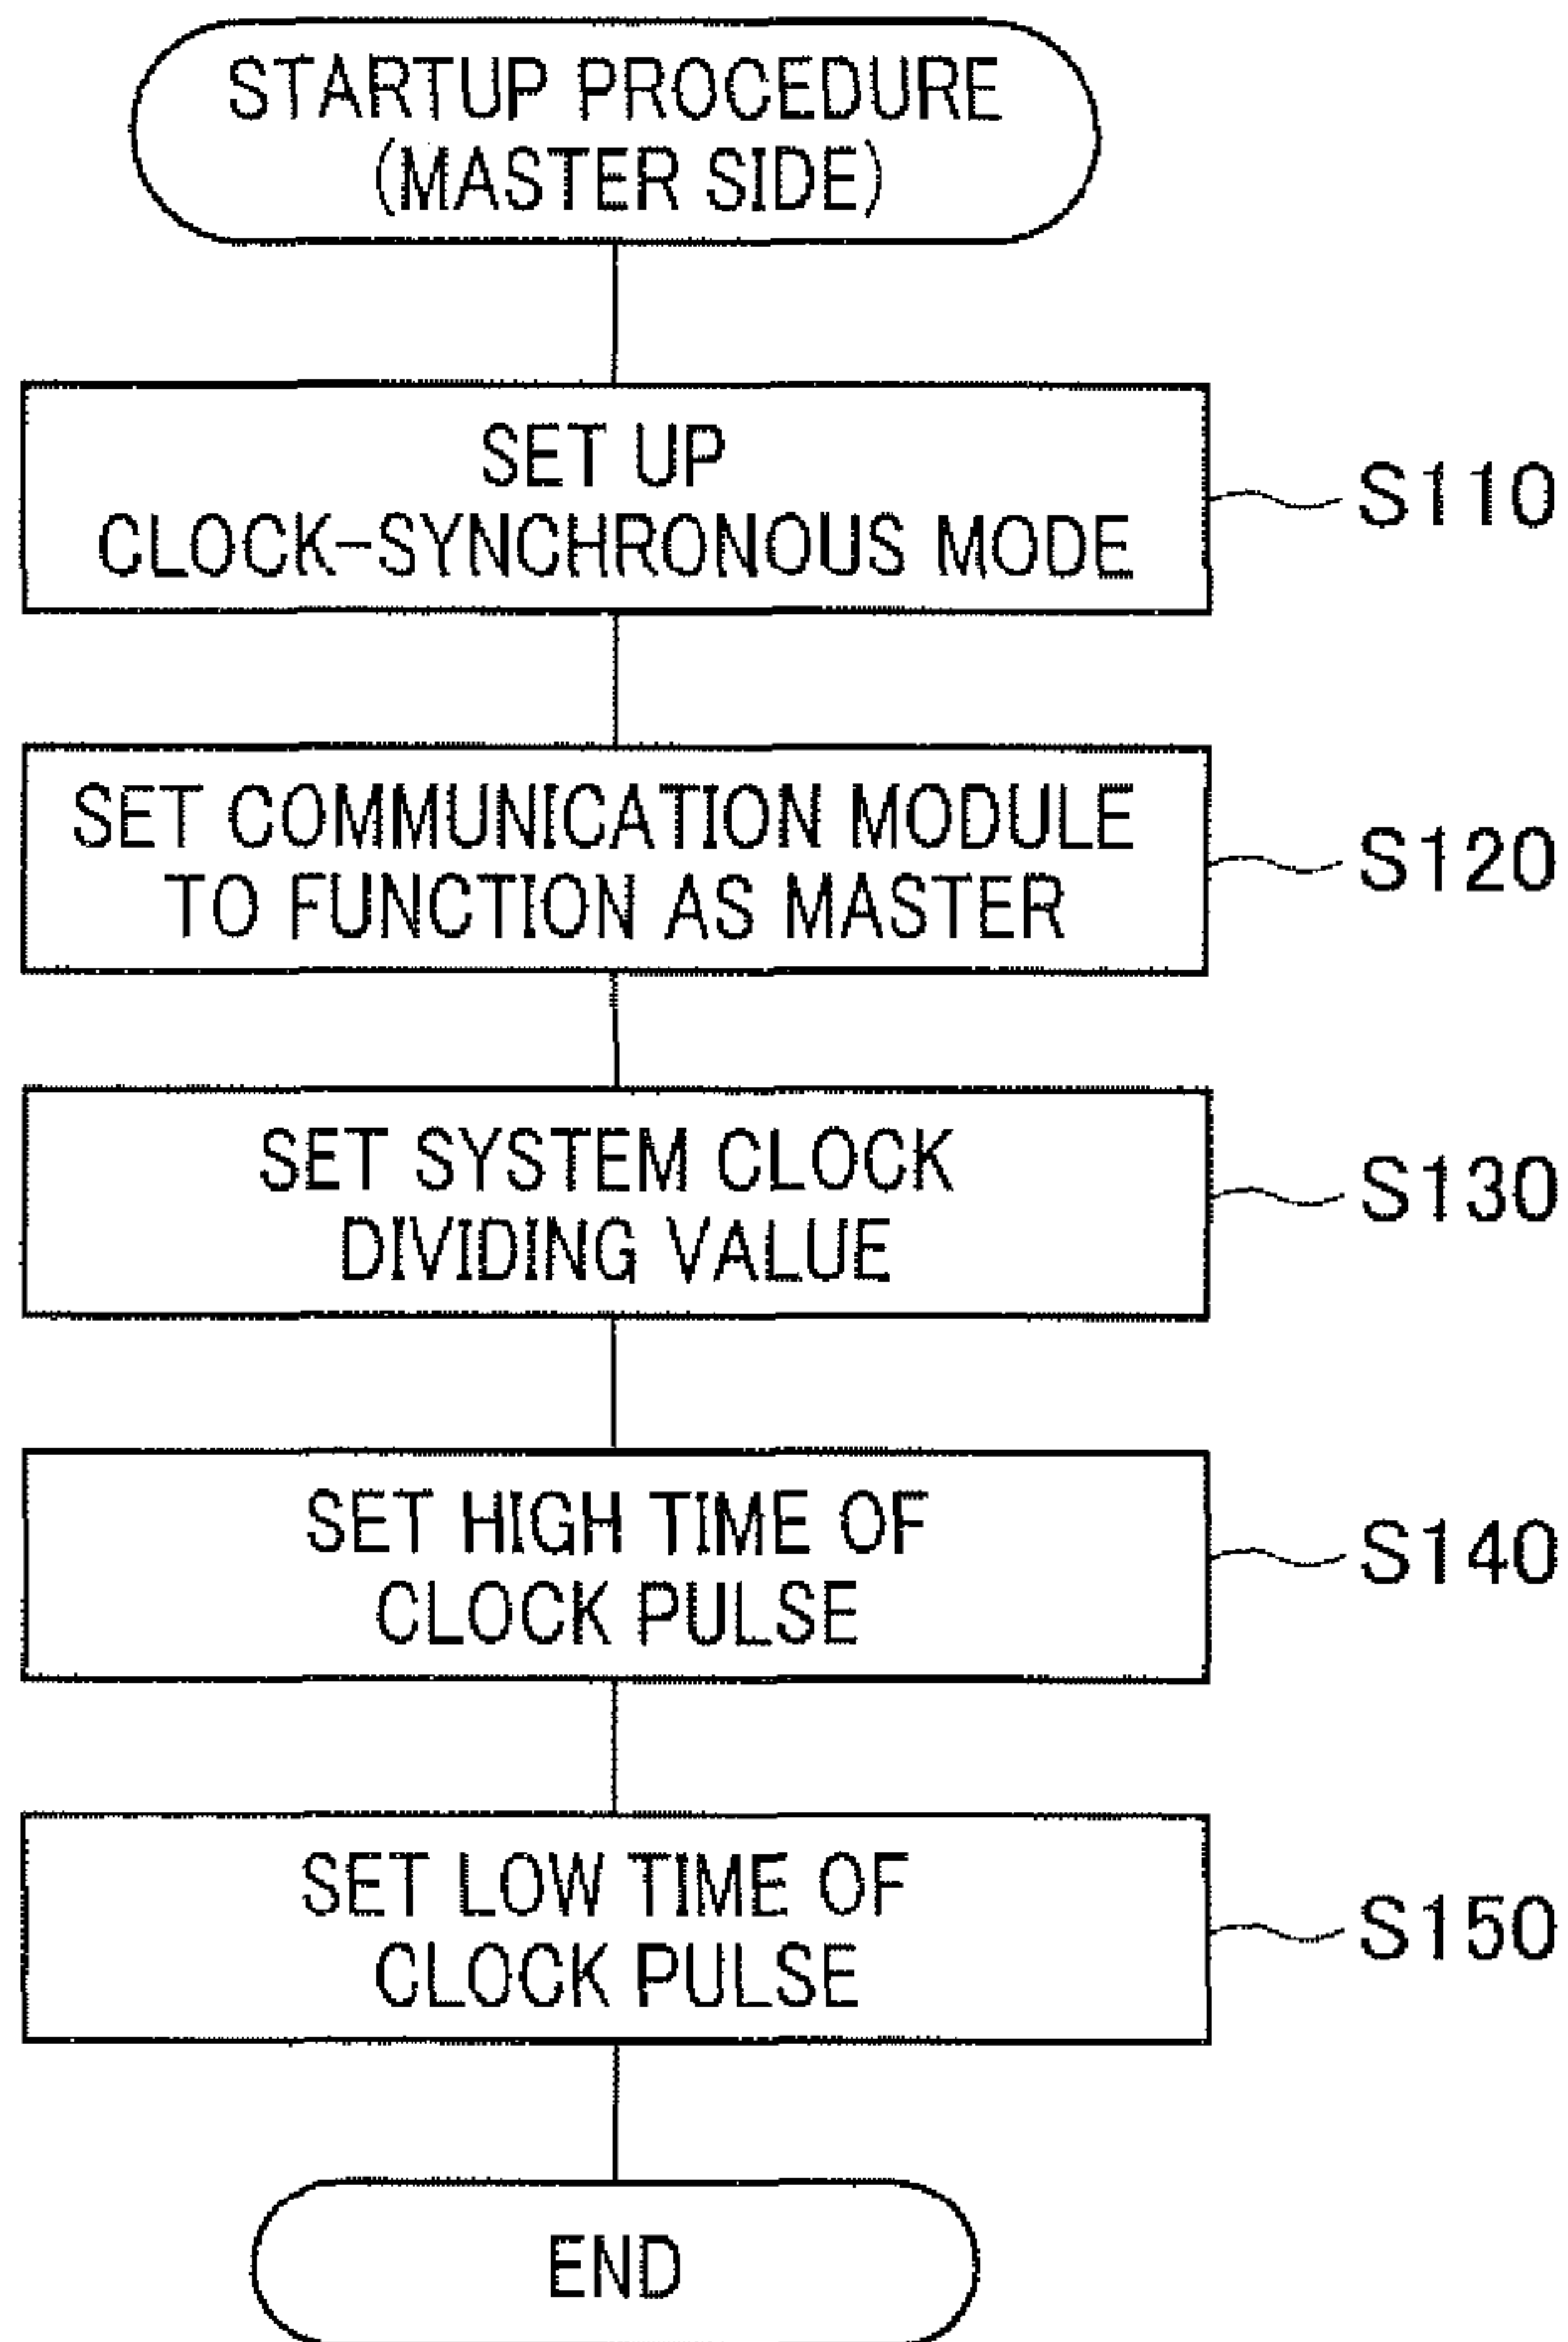 STARTUP PROCEDURE
(MASTER SIDE)
SET UP
CLOCK-SYNCHRONOUS MODE
S110
SET COMMUNICATION MODULE
TO FUNCTION AS MASTER
S120
SET SYSTEM CLOCK
DIVIDING VALUE
S130
SET HIGH TIME OF
CLOCK PULSE
S140
SET LOW TIME OF
CLOCK PULSE
S150
END